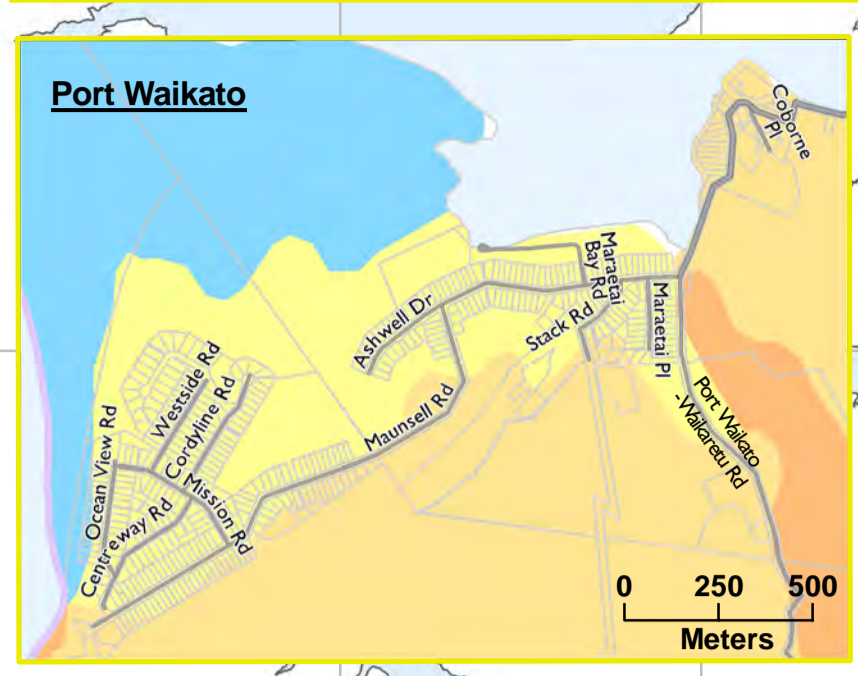 Port Waikato
Coborne
Pl
Maraetai
Bay Rd
Ashwell Dr
Stack Rd
Maraetai Pl
Westside Rd
Cordyline Rd
Maunsell Rd
Port Waikato
-Waikaretu Rd
Ocean View Rd
Mission Rd
Centreway Rd
0 250 500
Meters